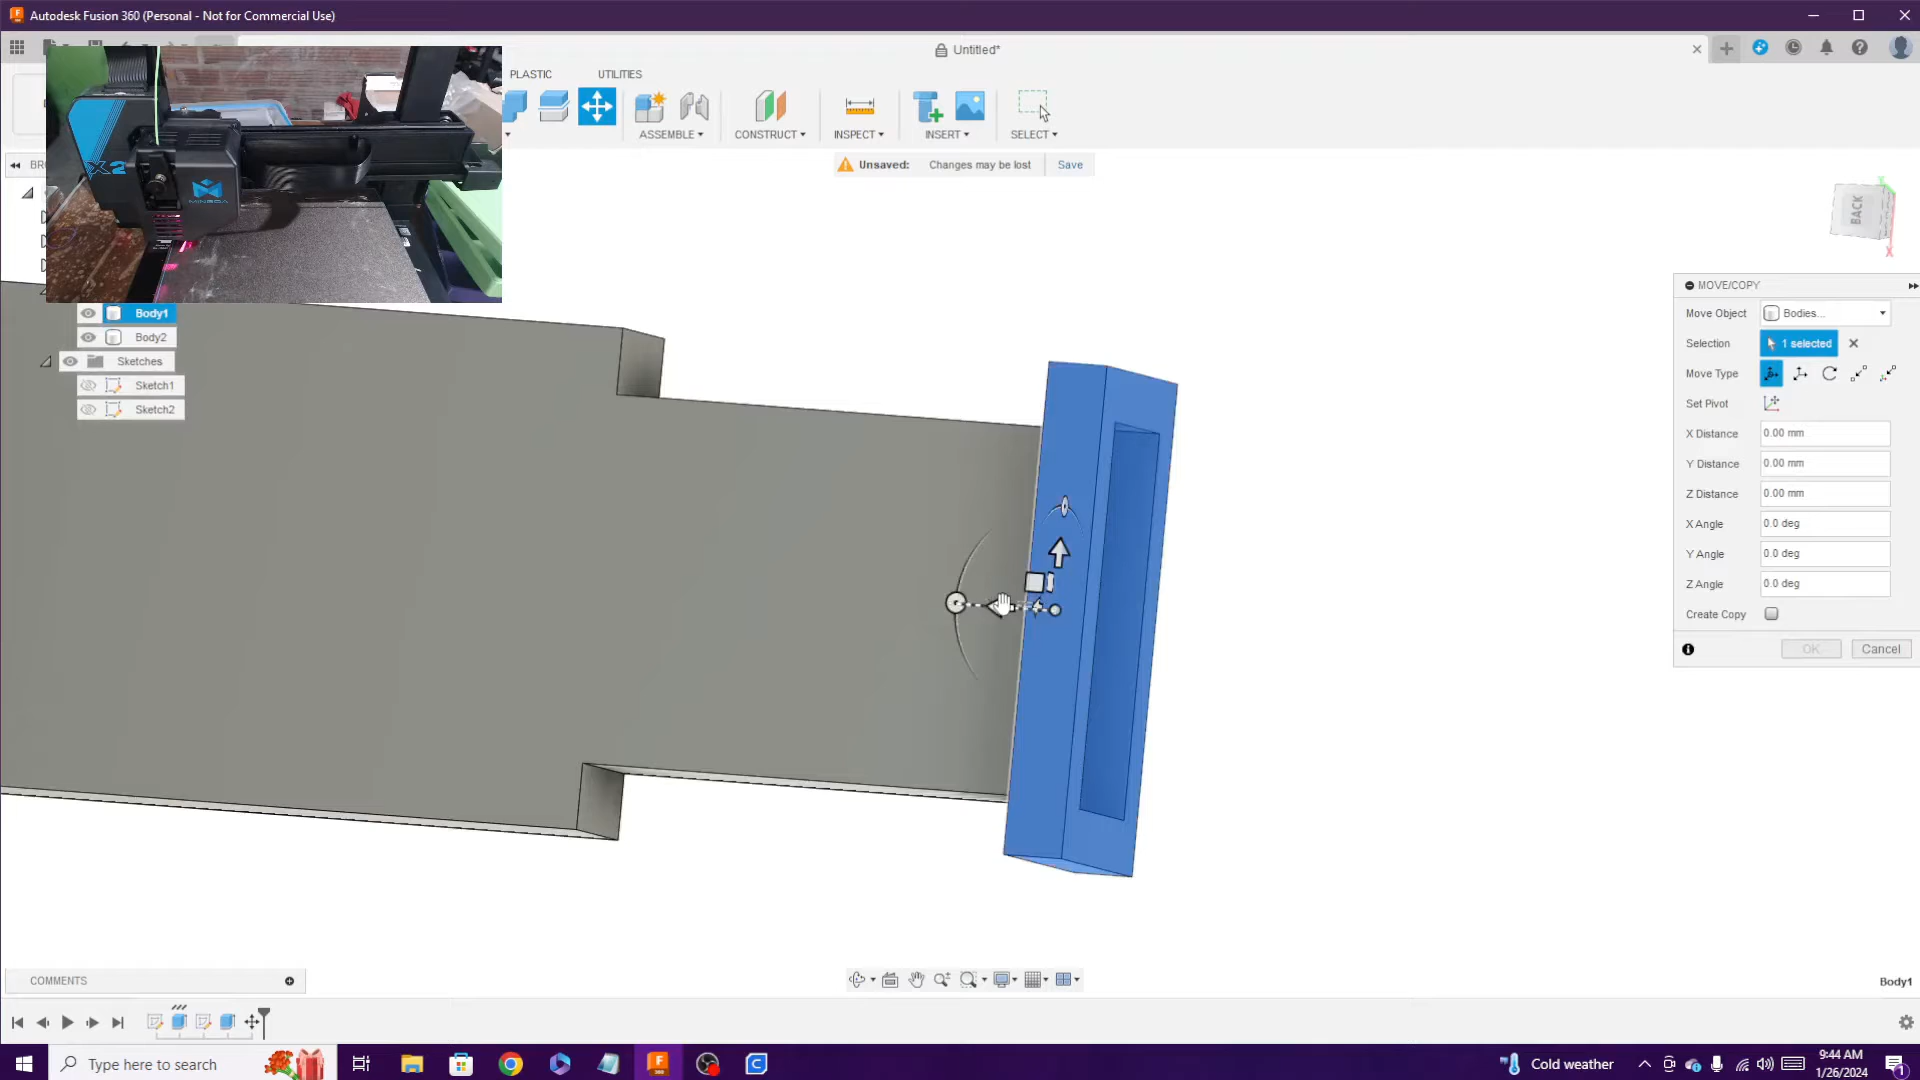 Autodesk Fusion 360 (Personal - Not for Commercial Use)
Untitled*
PLASTIC UTILITIES
ASSEMBLE CONSTRUCT INSPECT INSERT SELECT
Unsaved: Changes may be lost Save
BR
X2
MINGDA
BACK
X
Body1
Body2
Sketches
Sketch1
Sketch2
MOVE/COPY
Move Object Bodies...
Selection 1 selected
Move Type
Set Pivot
X Distance 0.00 mm
Y Distance 0.00 mm
Z Distance 0.00 mm
X Angle 0.0 deg
Y Angle 0.0 deg
Z Angle 0.0 deg
Create Copy
OK Cancel
COMMENTS
Body1
Type here to search
Cold weather
9:44 AM
1/26/2024